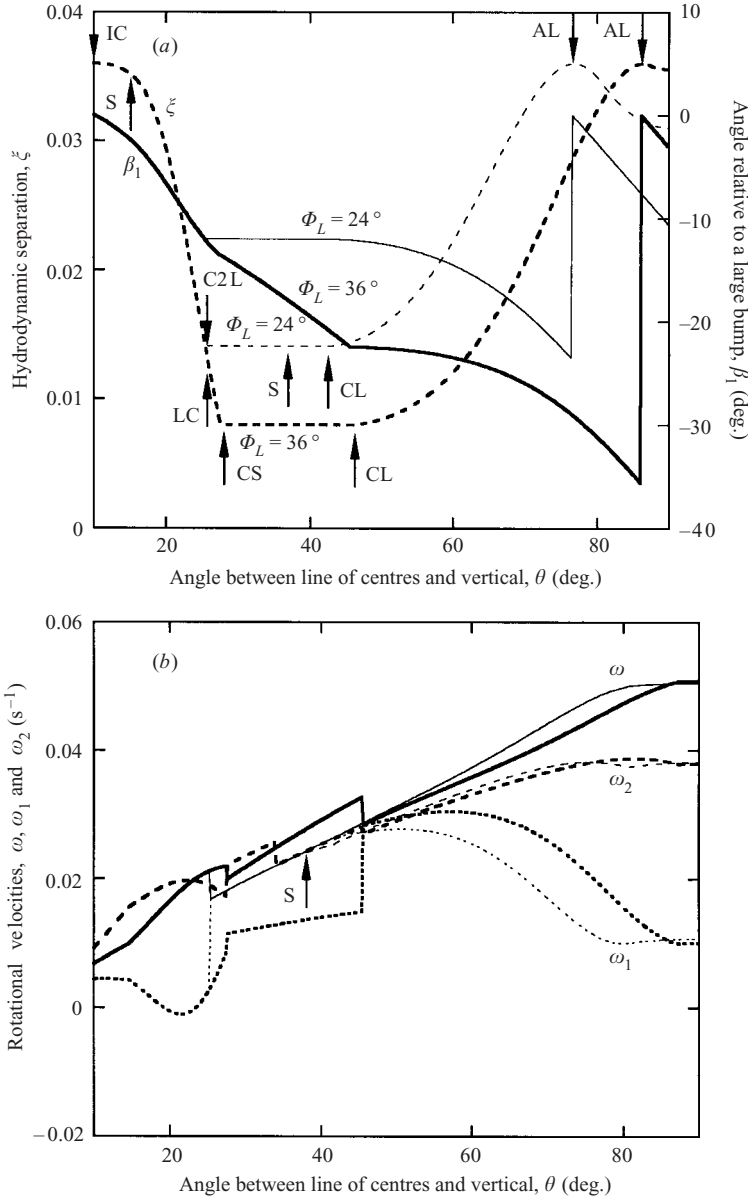 0.04
0.03
0.02
0.01
0
Hydrodynamic separation, ξ
10
0
−10
−20
−30
−40
Angle relative to a large bump, β₁ (deg.)
(a)
IC
S
ξ
β₁
AL
AL
Φ_L = 24°
C2L
Φ_L = 36°
Φ_L = 24°
S
CL
LC
Φ_L = 36°
CS
CL
20
40
60
80
Angle between line of centres and vertical, θ (deg.)
0.06
0.04
0.02
0
−0.02
Rotational velocities, ω, ω₁ and ω₂ (s⁻¹)
(b)
ω
ω₂
S
ω₁
20
40
60
80
Angle between line of centres and vertical, θ (deg.)